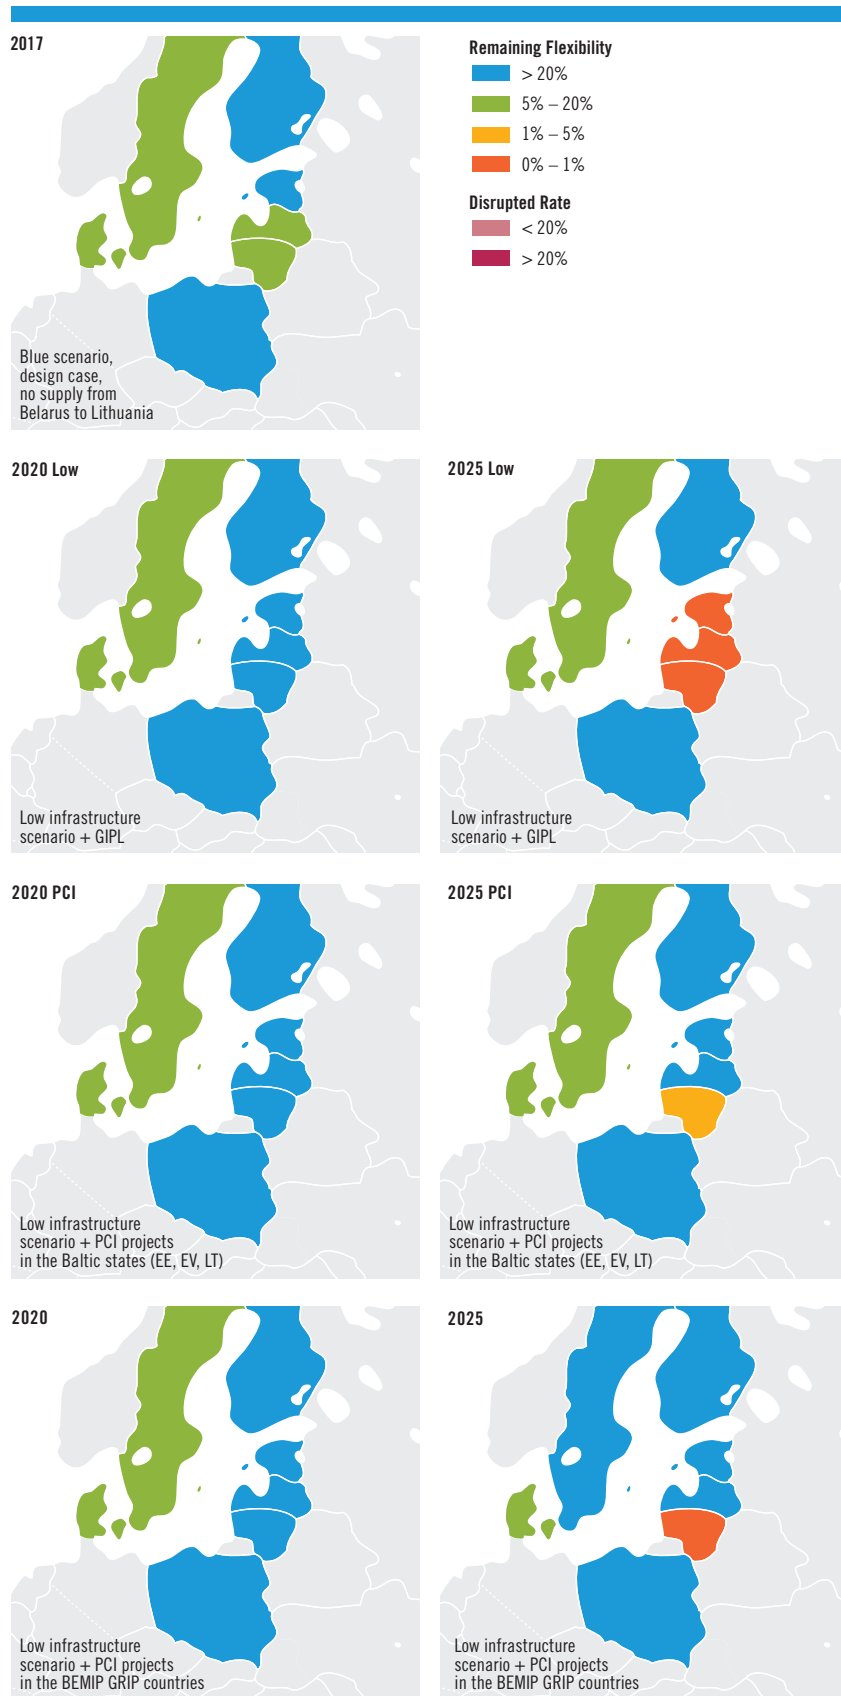 2017
Remaining Flexibility
> 20%
5% – 20%
1% – 5%
0% – 1%
Disrupted Rate
< 20%
> 20%
Blue scenario,
design case,
no supply from
Belarus to Lithuania
2020 Low
Low infrastructure
scenario + GIPL
2025 Low
Low infrastructure
scenario + GIPL
2020 PCI
Low infrastructure
scenario + PCI projects
in the Baltic states (EE, EV, LT)
2025 PCI
Low infrastructure
scenario + PCI projects
in the Baltic states (EE, EV, LT)
2020
Low infrastructure
scenario + PCI projects
in the BEMIP GRIP countries
2025
Low infrastructure
scenario + PCI projects
in the BEMIP GRIP countries